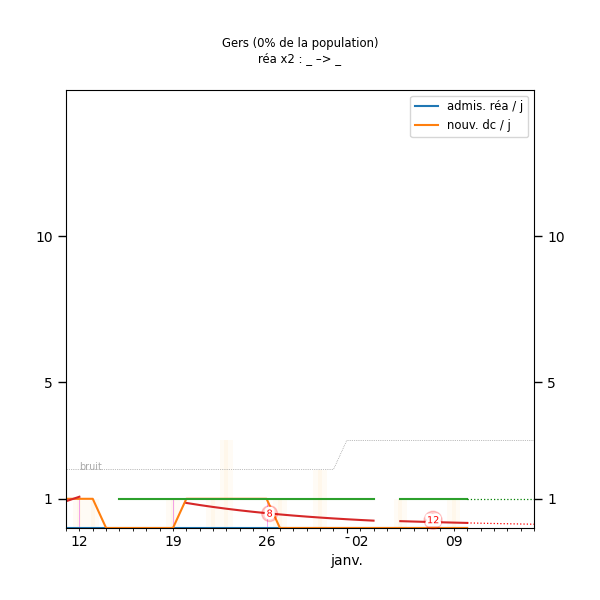 Gers (0% de la population)
réa x2 : _ –> _
admis. réa / j
nouv. dc / j
10
10
5
5
bruit
1
1
8
12
12
19
26
02
09
janv.